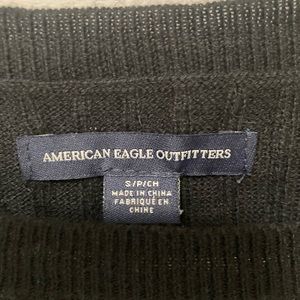 AMERICAN EAGLE OUTFITTERS
S/P/CH
MADE IN CHINA
FABRIQUÉ EN
CHINE